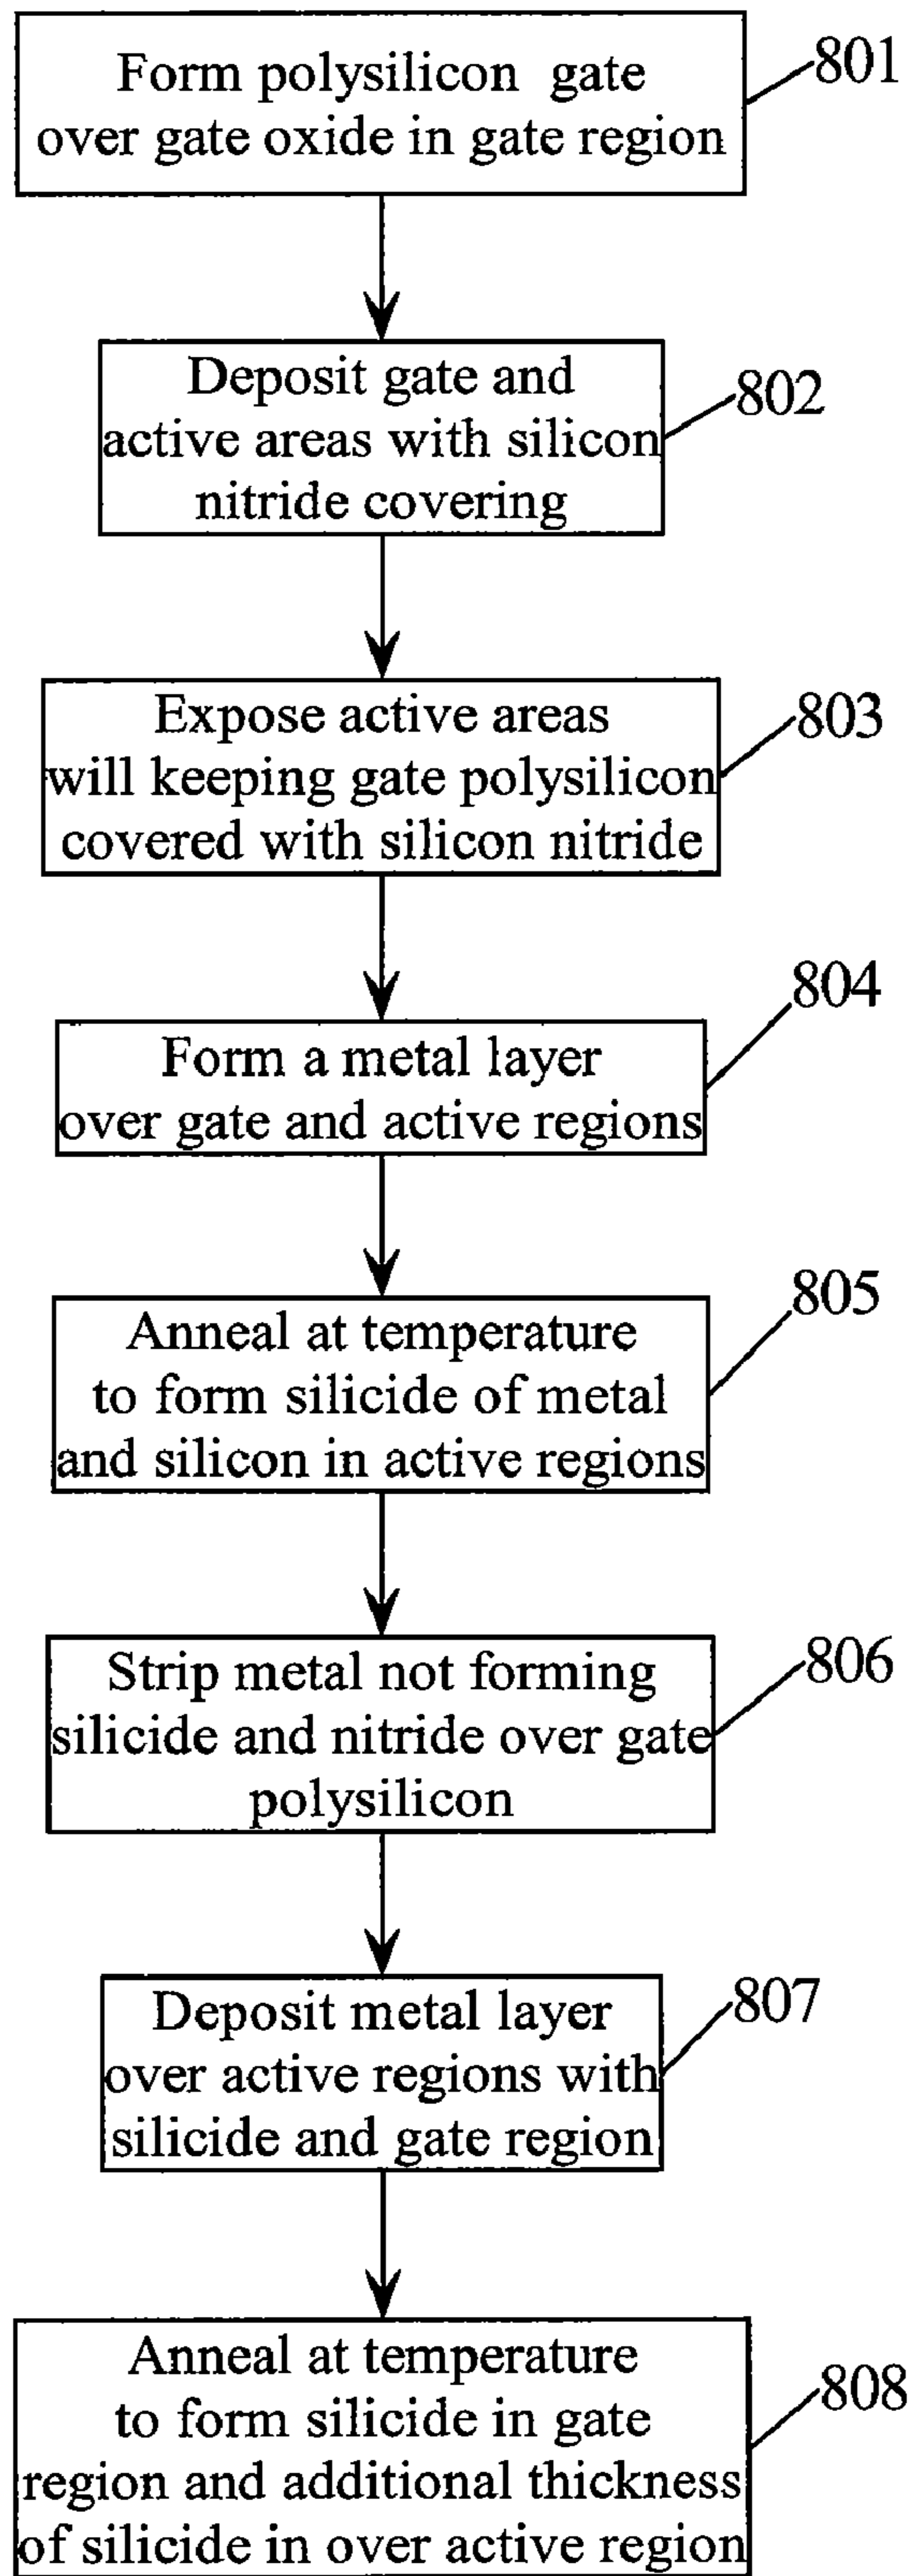 Form polysilicon gate
over gate oxide in gate region
801
Deposit gate and
active areas with silicon
nitride covering
802
Expose active areas
will keeping gate polysilicon
covered with silicon nitride
803
Form a metal layer
over gate and active regions
804
Anneal at temperature
to form silicide of metal
and silicon in active regions
805
Strip metal not forming
silicide and nitride over gate
polysilicon
806
Deposit metal layer
over active regions with
silicide and gate region
807
Anneal at temperature
to form silicide in gate
region and additional thickness
of silicide in over active region
808